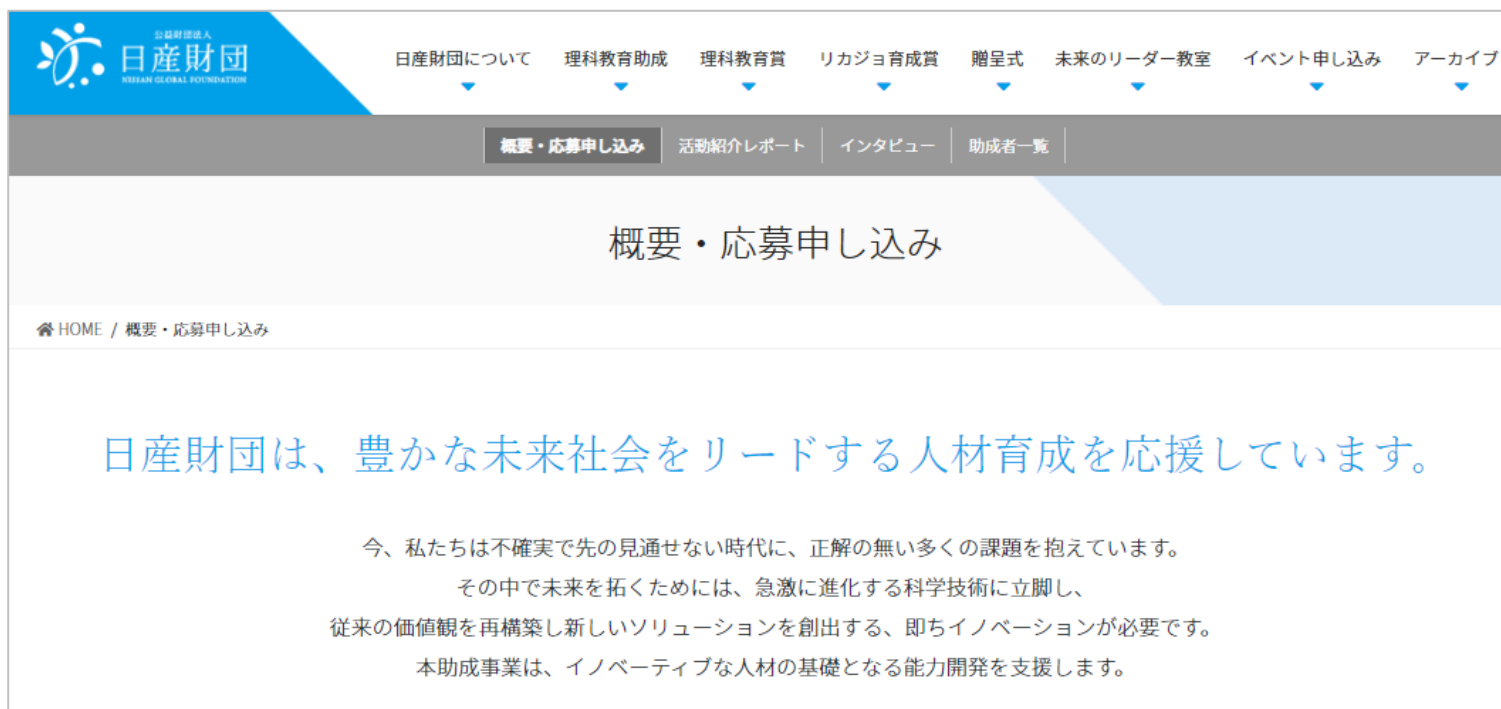 公益財団法人
日産財団
NISSAN GLOBAL FOUNDATION
日産財団について 理科教育助成 理科教育賞 リカジョ育成賞 贈呈式 未来のリーダー教室 イベント申し込み アーカイブ
概要・応募申し込み 活動紹介レポート インタビュー 助成者一覧
概要・応募申し込み
HOME / 概要・応募申し込み
日産財団は、豊かな未来社会をリードする人材育成を応援しています。
今、私たちは不確実で先の見通せない時代に、正解の無い多くの課題を抱えています。
その中で未来を拓くためには、急激に進化する科学技術に立脚し、
従来の価値観を再構築し新しいソリューションを創出する、即ちイノベーションが必要です。
本助成事業は、イノベーティブな人材の基礎となる能力開発を支援します。